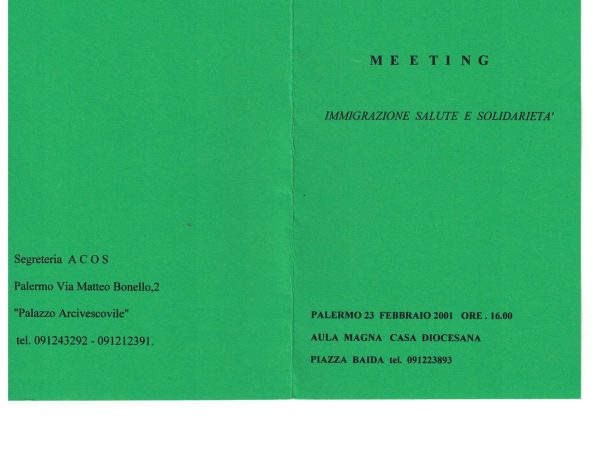 Segreteria A C O S
Palermo Via Matteo Bonello,2
"Palazzo Arcivescovile"
tel. 091243292 - 091212391.
M E E T I N G
IMMIGRAZIONE SALUTE E SOLIDARIETA'
PALERMO 23 FEBBRAIO 2001 ORE . 16.00
AULA MAGNA CASA DIOCESANA
PIAZZA BAIDA tel. 091223893